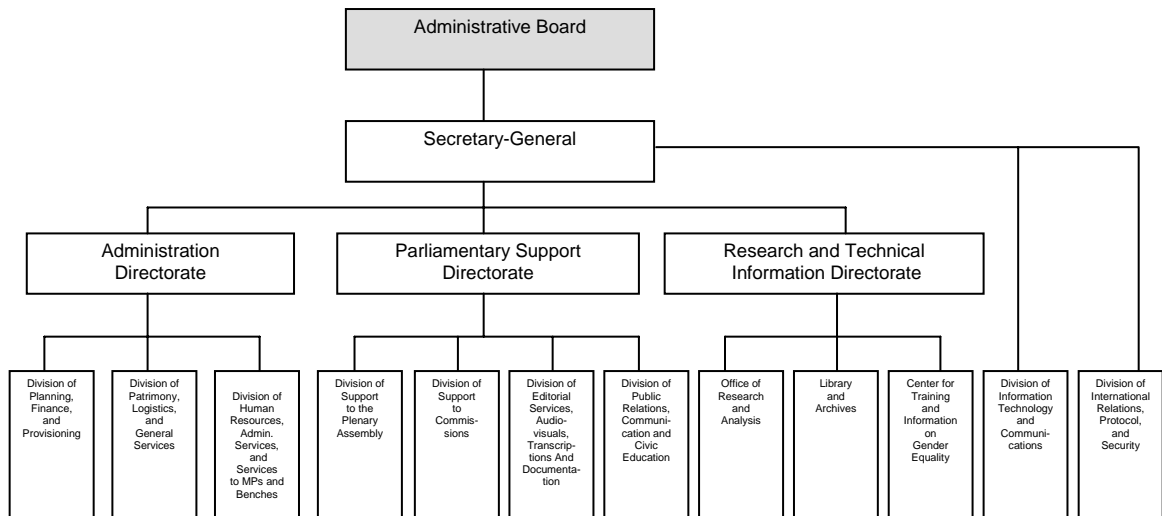 Administrative Board
Secretary-General
Administration
Directorate
Parliamentary Support
Directorate
Research and Technical
Information Directorate
Division of
Planning,
Finance,
and
Provisioning
Division of
Patrimony,
Logistics,
and
General
Services
Division of
Human
Resources,
Admin.
Services,
and
Services
to MPs and
Benches
Division of
Support
to the
Plenary
Assembly
Division of
Support
to
Commis-
sions
Division of
Editorial
Services,
Audio-
visuals,
Transcrip-
tions And
Documenta-
tion
Division of
Public
Relations,
Communi-
cation and
Civic
Education
Office of
Research
and
Analysis
Library
and
Archives
Center for
Training
and
Information
on
Gender
Equality
Division of
Information
Technology
and
Communi-
cations
Division of
International
Relations,
Protocol,
and
Security